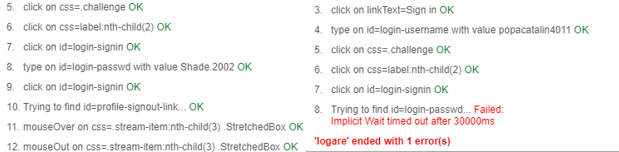 5. click on css=.challenge OK
6. click on css=label:nth-child(2) OK
7. click on id=login-signin OK
8. type on id=login-passwd with value Shade.2002 OK
9. click on id=login-signin OK
10. Trying to find id=profile-signout-link... OK
11. mouseOver on css=.stream-item:nth-child(3) .StretchedBox OK
12. mouseOut on css=.stream-item:nth-child(3) .StretchedBox OK
3. click on linkText=Sign in OK
4. type on id=login-username with value popacatalin4011 OK
5. click on css=.challenge OK
6. click on css=label:nth-child(2) OK
7. click on id=login-signin OK
8. Trying to find id=login-passwd... Failed:
Implicit Wait timed out after 30000ms
'logare' ended with 1 error(s)